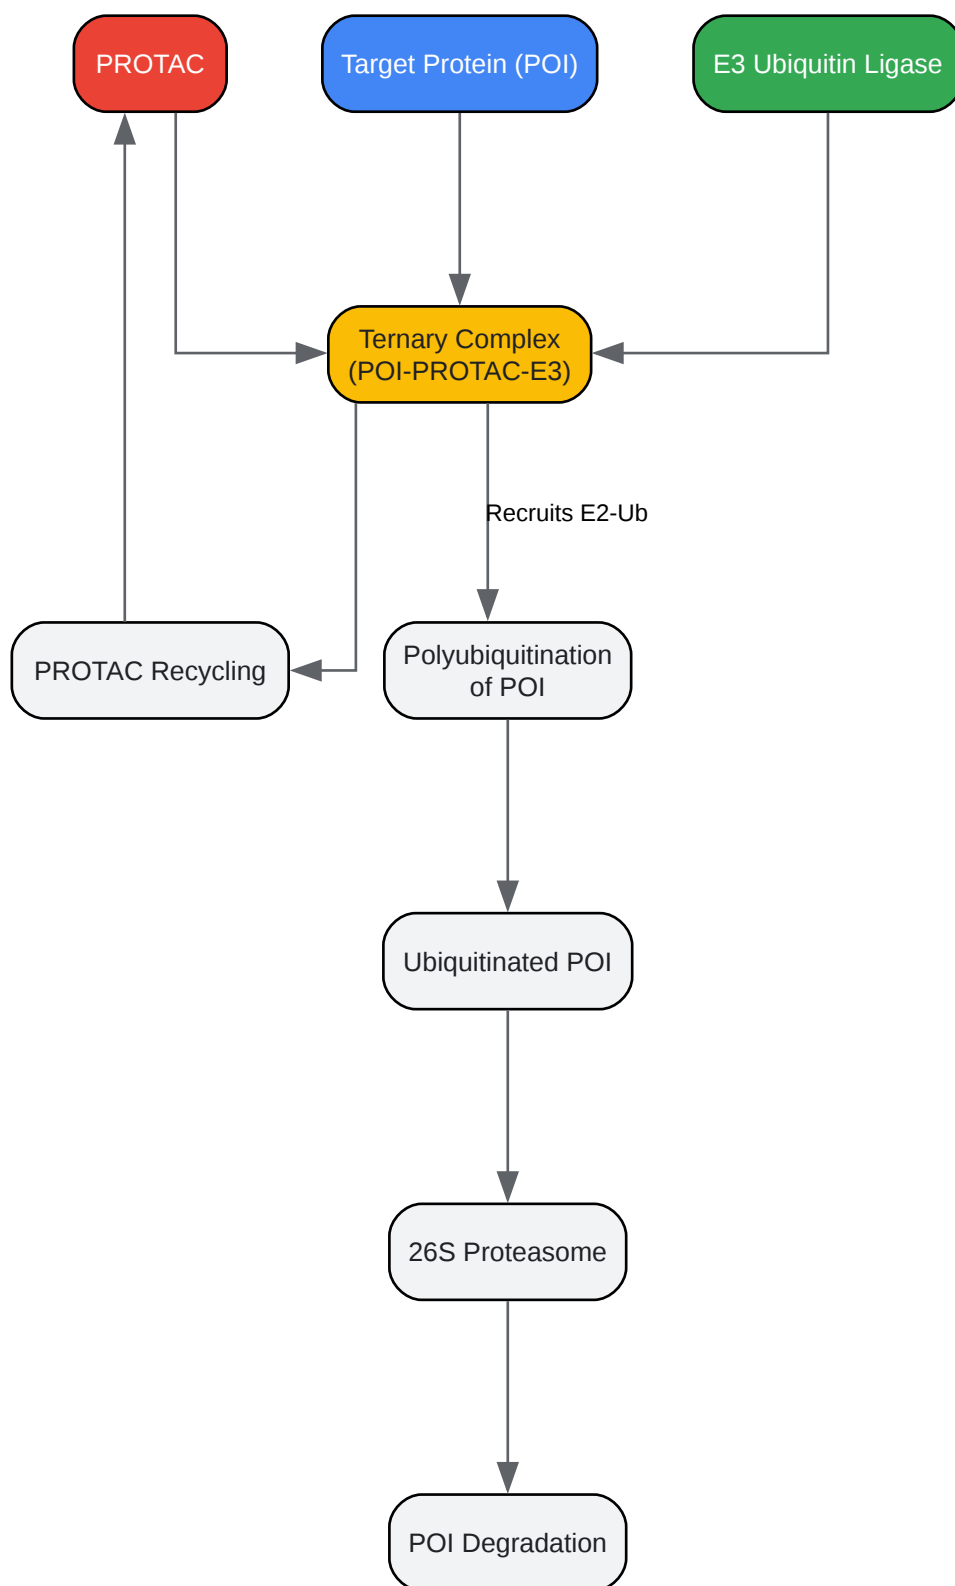 PROTAC
Target Protein (POI)
E3 Ubiquitin Ligase
Ternary Complex
(POI-PROTAC-E3)
Recruits E2-Ub
PROTAC Recycling
Polyubiquitination
of POI
Ubiquitinated POI
26S Proteasome
POI Degradation